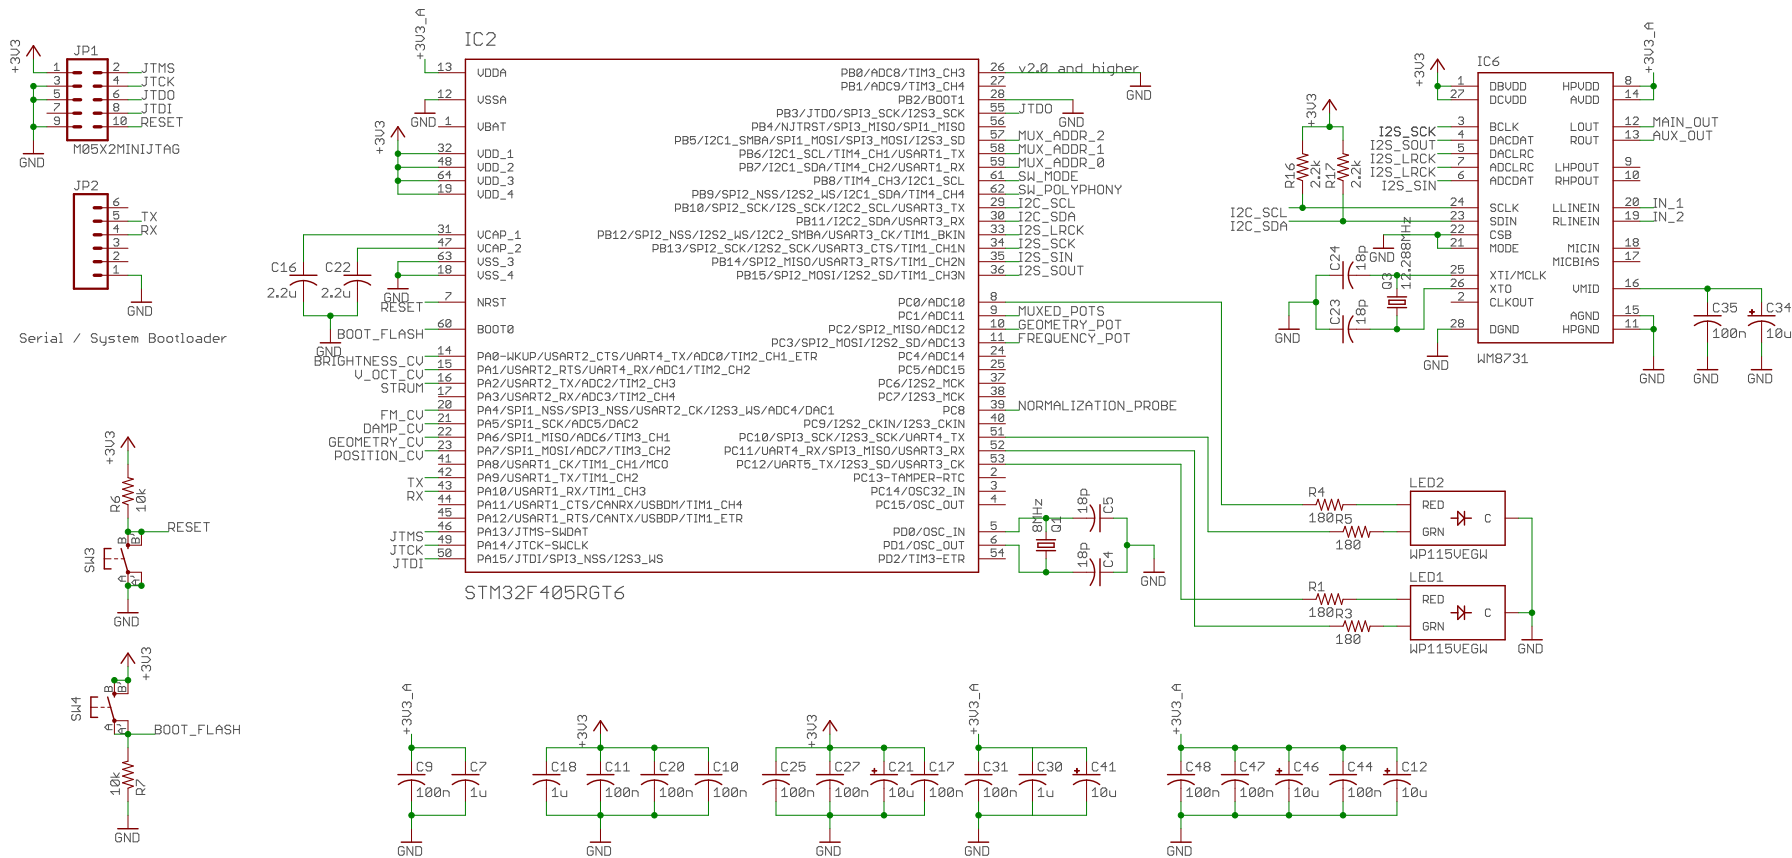 JP1
+3V3
1 2 JTMS
3 4 JTCK
5 6 JTDO
7 8 JTDI
9 10 RESET
GND
M05X2MINIJTAG
JP2
6
5 TX
4 RX
3
2
1
GND
Serial / System Bootloader
+3V3
R6
10k
RESET
SW3
B B'
A A'
GND
+3V3
SW4
B B'
A A'
BOOT_FLASH
10k
R7
GND
IC2
+3V3_A
13 VDDA
12 VSSA
GND
1 VBAT
+3V3
32 VDD_1
48 VDD_2
64 VDD_3
19 VDD_4
31 VCAP_1
47 VCAP_2
63 VSS_3
18 VSS_4
C16
2.2u
C22
2.2u
GND
GND
RESET 7 NRST
BOOT_FLASH 60 BOOT0
BRIGHTNESS_CV 14 PA0-WKUP/USART2_CTS/UART4_TX/ADC0/TIM2_CH1_ETR
V_OCT_CV 15 PA1/USART2_RTS/UART4_RX/ADC1/TIM2_CH2
STRUM 16 PA2/USART2_TX/ADC2/TIM2_CH3
17 PA3/USART2_RX/ADC3/TIM2_CH4
FM_CV 20 PA4/SPI1_NSS/SPI3_NSS/USART2_CK/I2S3_WS/ADC4/DAC1
DAMP_CV 21 PA5/SPI1_SCK/ADC5/DAC2
GEOMETRY_CV 22 PA6/SPI1_MISO/ADC6/TIM3_CH1
POSITION_CV 23 PA7/SPI1_MOSI/ADC7/TIM3_CH2
41 PA8/USART1_CK/TIM1_CH1/MCO
TX 42 PA9/USART1_TX/TIM1_CH2
RX 43 PA10/USART1_RX/TIM1_CH3
44 PA11/USART1_CTS/CANRX/USBDM/TIM1_CH4
45 PA12/USART1_RTS/CANTX/USBDP/TIM1_ETR
JTMS 46 PA13/JTMS-SWDAT
JTCK 49 PA14/JTCK-SWCLK
JTDI 50 PA15/JTDI/SPI3_NSS/I2S3_WS
STM32F405RGT6
PB0/ADC8/TIM3_CH3 26 v2.0 and higher
GND
PB1/ADC9/TIM3_CH4 27
PB2/BOOT1 28
GND
PB3/JTDO/SPI3_SCK/I2S3_SCK 55 JTDO
PB4/NJTRST/SPI3_MISO/SPI1_MISO 56
PB5/I2C1_SMBA/SPI1_MOSI/SPI3_MOSI/I2S3_SD 57 MUX_ADDR_2
PB6/I2C1_SCL/TIM4_CH1/USART1_TX 58 MUX_ADDR_1
PB7/I2C1_SDA/TIM4_CH2/USART1_RX 59 MUX_ADDR_0
PB8/TIM4_CH3/I2C1_SCL 61 SW_MODE
PB9/SPI2_NSS/I2S2_WS/I2C1_SDA/TIM4_CH4 62 SW_POLYPHONY
PB10/SPI2_SCK/I2S_SCK/I2C2_SCL/USART3_TX 29 I2C_SCL
PB11/I2C2_SDA/USART3_RX 30 I2C_SDA
PB12/SPI2_NSS/I2S2_WS/I2C2_SMBA/USART3_CK/TIM1_BKIN 33 I2S_LRCK
PB13/SPI2_SCK/I2S2_SCK/USART3_CTS/TIM1_CH1N 34 I2S_SCK
PB14/SPI2_MISO/USART3_RTS/TIM1_CH2N 35 I2S_SIN
PB15/SPI2_MOSI/I2S2_SD/TIM1_CH3N 36 I2S_SOUT
PC0/ADC10 8
PC1/ADC11 9 MUXED_POTS
PC2/SPI2_MISO/ADC12 10 GEOMETRY_POT
PC3/SPI2_MOSI/I2S2_SD/ADC13 11 FREQUENCY_POT
PC4/ADC14 24
PC5/ADC15 25
PC6/I2S2_MCK 37
PC7/I2S3_MCK 38
PC8 39 NORMALIZATION_PROBE
PC9/I2S2_CKIN/I2S3_CKIN 40
PC10/SPI3_SCK/I2S3_SCK/UART4_TX 51
PC11/UART4_RX/SPI3_MISO/USART3_RX 52
PC12/UART5_TX/I2S3_SD/USART3_CK 53
PC13-TAMPER-RTC 2
PC14/OSC32_IN 3
PC15/OSC_OUT 4
PD0/OSC_IN 5
PD1/OSC_OUT 6
PD2/TIM3-ETR 54
8MHz
Q1
18p
C5
18p
C4
GND
IC6
+3V3
1 DBVDD
27 DCVDD
I2S_SCK 3 BCLK
I2S_SOUT 4 DACDAT
I2S_LRCK 5 DACLRC
I2S_LRCK 7 ADCLRC
I2S_SIN 6 ADCDAT
I2C_SCL 24 SCLK
I2C_SDA 23 SDIN
22 CSB
21 MODE
GND
25 XTI/MCLK
26 XTO
2 CLKOUT
28 DGND
GND
WM8731
+3V3
R16
2.2k
R17
2.2k
C24
18p
C23
18p
Q3
12.288MHz
GND
+3V3_A
HPVDD 8
AVDD 14
LOUT 12 MAIN_OUT
ROUT 13 AUX_OUT
LHPOUT 9
RHPOUT 10
LLINEIN 20 IN_1
RLINEIN 19 IN_2
MICIN 18
MICBIAS 17
VMID 16
AGND 15
HPGND 11
GND
C35
100n
GND
C34
10u
GND
R4
180
R5
180
LED2
RED
GRN
C
WP115VEGW
R1
180
R3
180
LED1
RED
GRN
C
WP115VEGW
GND
+3V3_A
C9
100n
C7
1u
GND
+3V3
C18
1u
C11
100n
C20
100n
C10
100n
GND
+3V3
C25
100n
C27
100n
C21
10u
C17
100n
GND
+3V3_A
C31
100n
C30
1u
C41
10u
GND
+3V3_A
C48
100n
C47
100n
C46
10u
C44
100n
C12
10u
GND